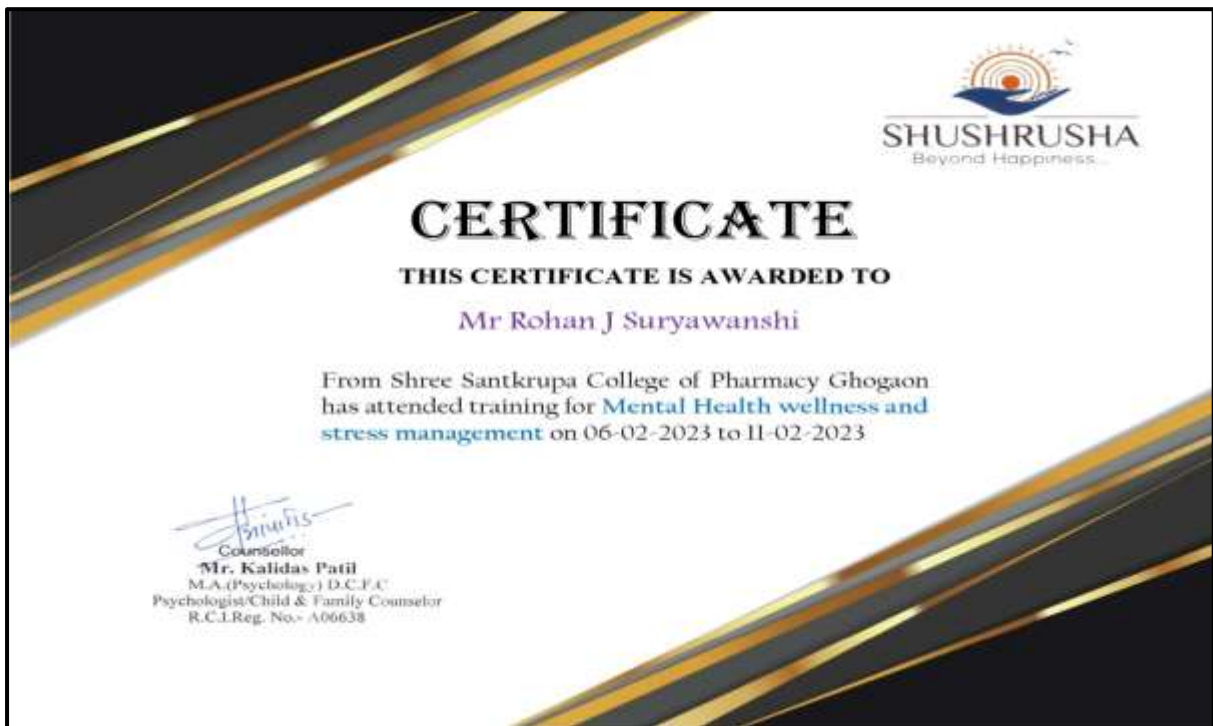 SHUSHRUSHA
Beyond Happiness...
CERTIFICATE
THIS CERTIFICATE IS AWARDED TO
Mr Rohan J Suryawanshi
From Shree Santkrupa College of Pharmacy Ghogaon
has attended training for Mental Health wellness and
stress management on 06-02-2023 to 11-02-2023
Counsellor
Mr. Kalidas Patil
M.A.(Psychology) D.C.F.C
Psychologist/Child & Family Counselor
R.C.I.Reg. No.- A06638